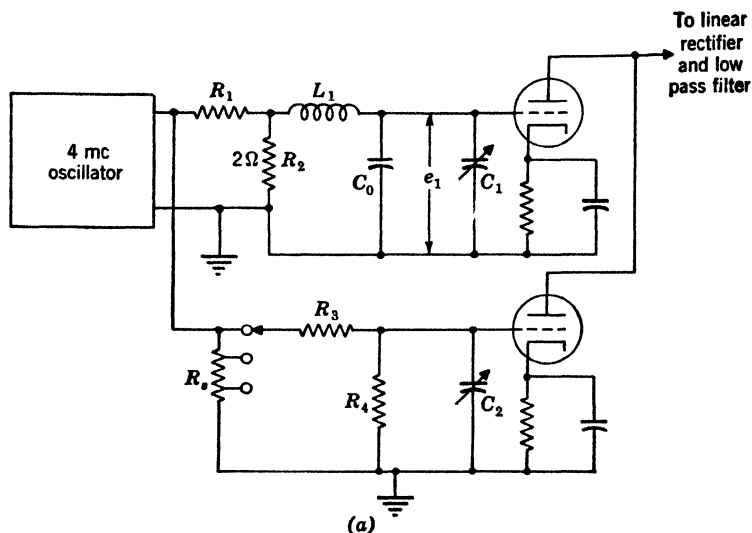 To linear
rectifier
and low
pass filter
4 mc
oscillator
R₁
L₁
2Ω
R₂
C₀
e₁
C₁
R₃
Rₛ
R₄
C₂
(a)